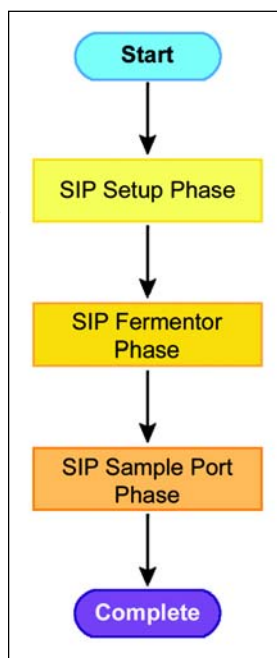 Start
SIP Setup Phase
SIP Fermentor
Phase
SIP Sample Port
Phase
Complete